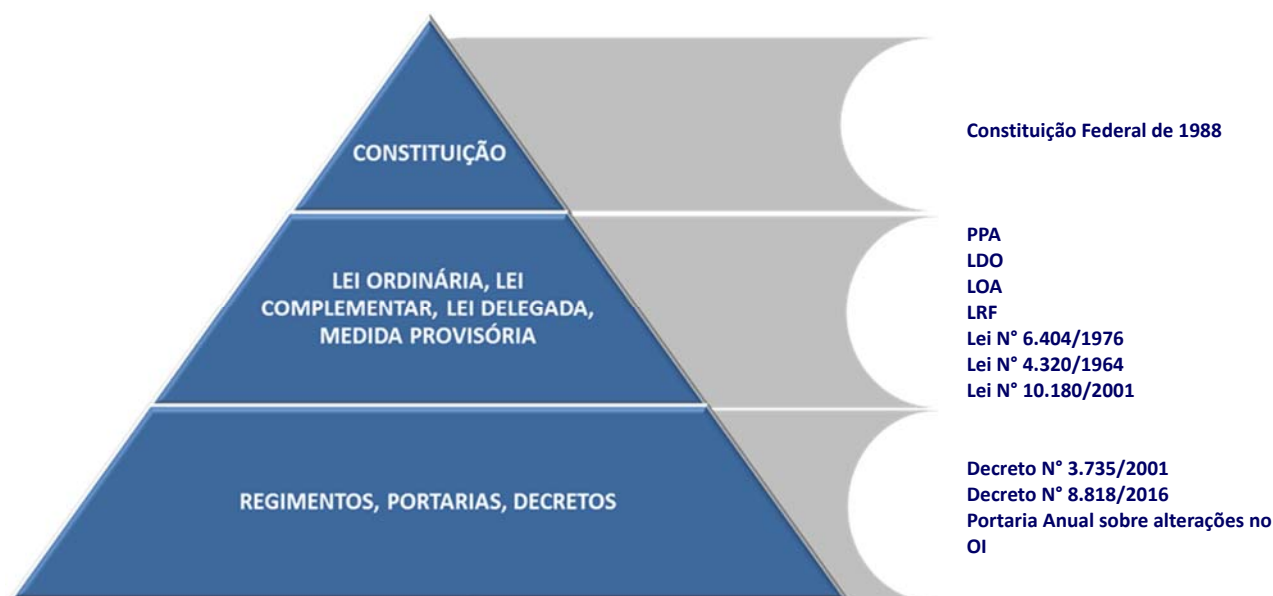 CONSTITUIÇÃO
Constituição Federal de 1988
LEI ORDINÁRIA, LEI
COMPLEMENTAR, LEI DELEGADA,
MEDIDA PROVISÓRIA
PPA
LDO
LOA
LRF
Lei N° 6.404/1976
Lei N° 4.320/1964
Lei N° 10.180/2001
REGIMENTOS, PORTARIAS, DECRETOS
Decreto N° 3.735/2001
Decreto N° 8.818/2016
Portaria Anual sobre alterações no
OI